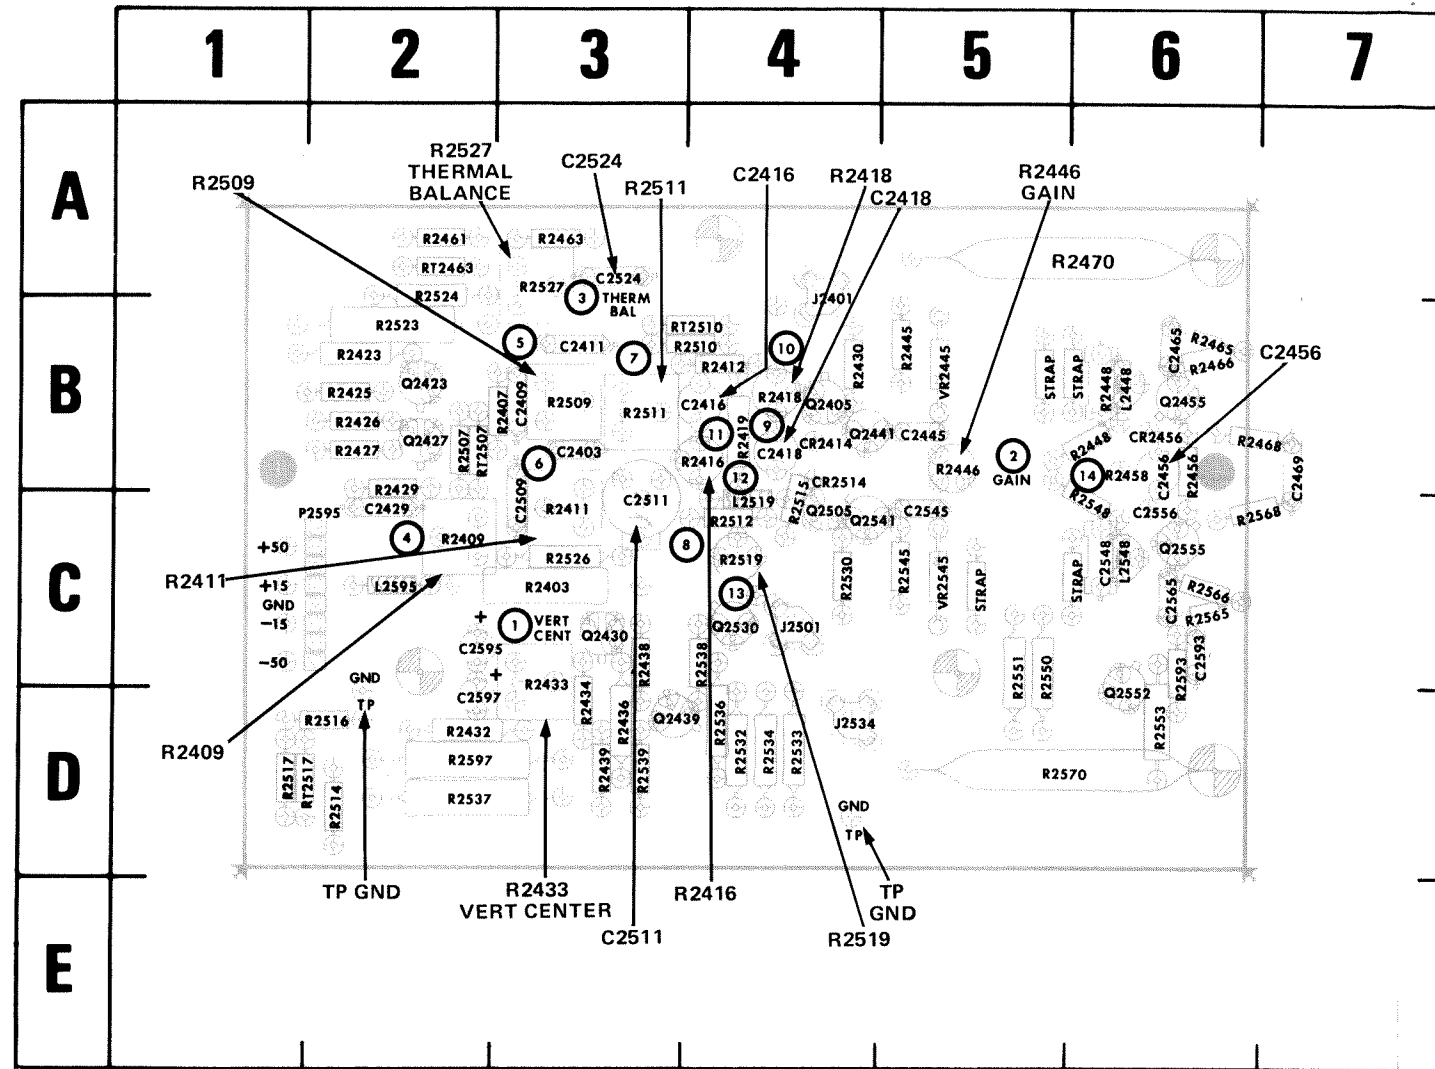 1 2 3 4 5 6 7
A
B
C
D
E
R2527
THERMAL
BALANCE
C2524
R2509
R2511
C2416
R2418
C2418
R2446
GAIN
R2461
R2463
RT2463
R2524
R2527
C2524
3
THERM
BAL
J2401
R2470
R2523
R2423
5
C2411
7
RT2510
R2510
R2412
10
R2430
R2445
VR2445
STRAP
STRAP
R2448
L2448
C2465
R2465
R2466
C2456
R2425
Q2423
R2426
Q2427
R2427
R2507
RT2507
R2407
C2409
R2509
R2511
C2416
R2418
Q2405
11
9
R2419
C2418
CR2414
Q2441
C2445
R2446
2
GAIN
R2448
14
R2458
Q2455
CR2456
C2456
R2456
R2468
C2469
6
C2403
R2416
12
R2429
C2429
C2509
R2411
C2511
L2519
R2515
CR2514
Q2505
Q2541
C2545
R2548
C2556
R2568
P2595
+50
+15
GND
−15
−50
4
R2409
R2526
8
R2512
R2519
13
R2530
R2545
VR2545
STRAP
STRAP
C2548
L2548
Q2555
C2565
R2566
R2565
R2411
L2595
R2403
+
1
VERT
CENT
C2595
+
C2597
Q2430
R2438
Q2530
J2501
R2538
R2551
R2550
R2593
C2593
Q2552
R2553
GND
TP
R2433
R2434
R2436
Q2439
R2536
J2534
R2409
R2516
R2432
R2597
R2537
R2517
RT2517
R2514
R2439
R2539
R2532
R2534
R2533
R2570
GND
TP
TP GND
R2433
VERT CENTER
C2511
R2416
TP
GND
R2519